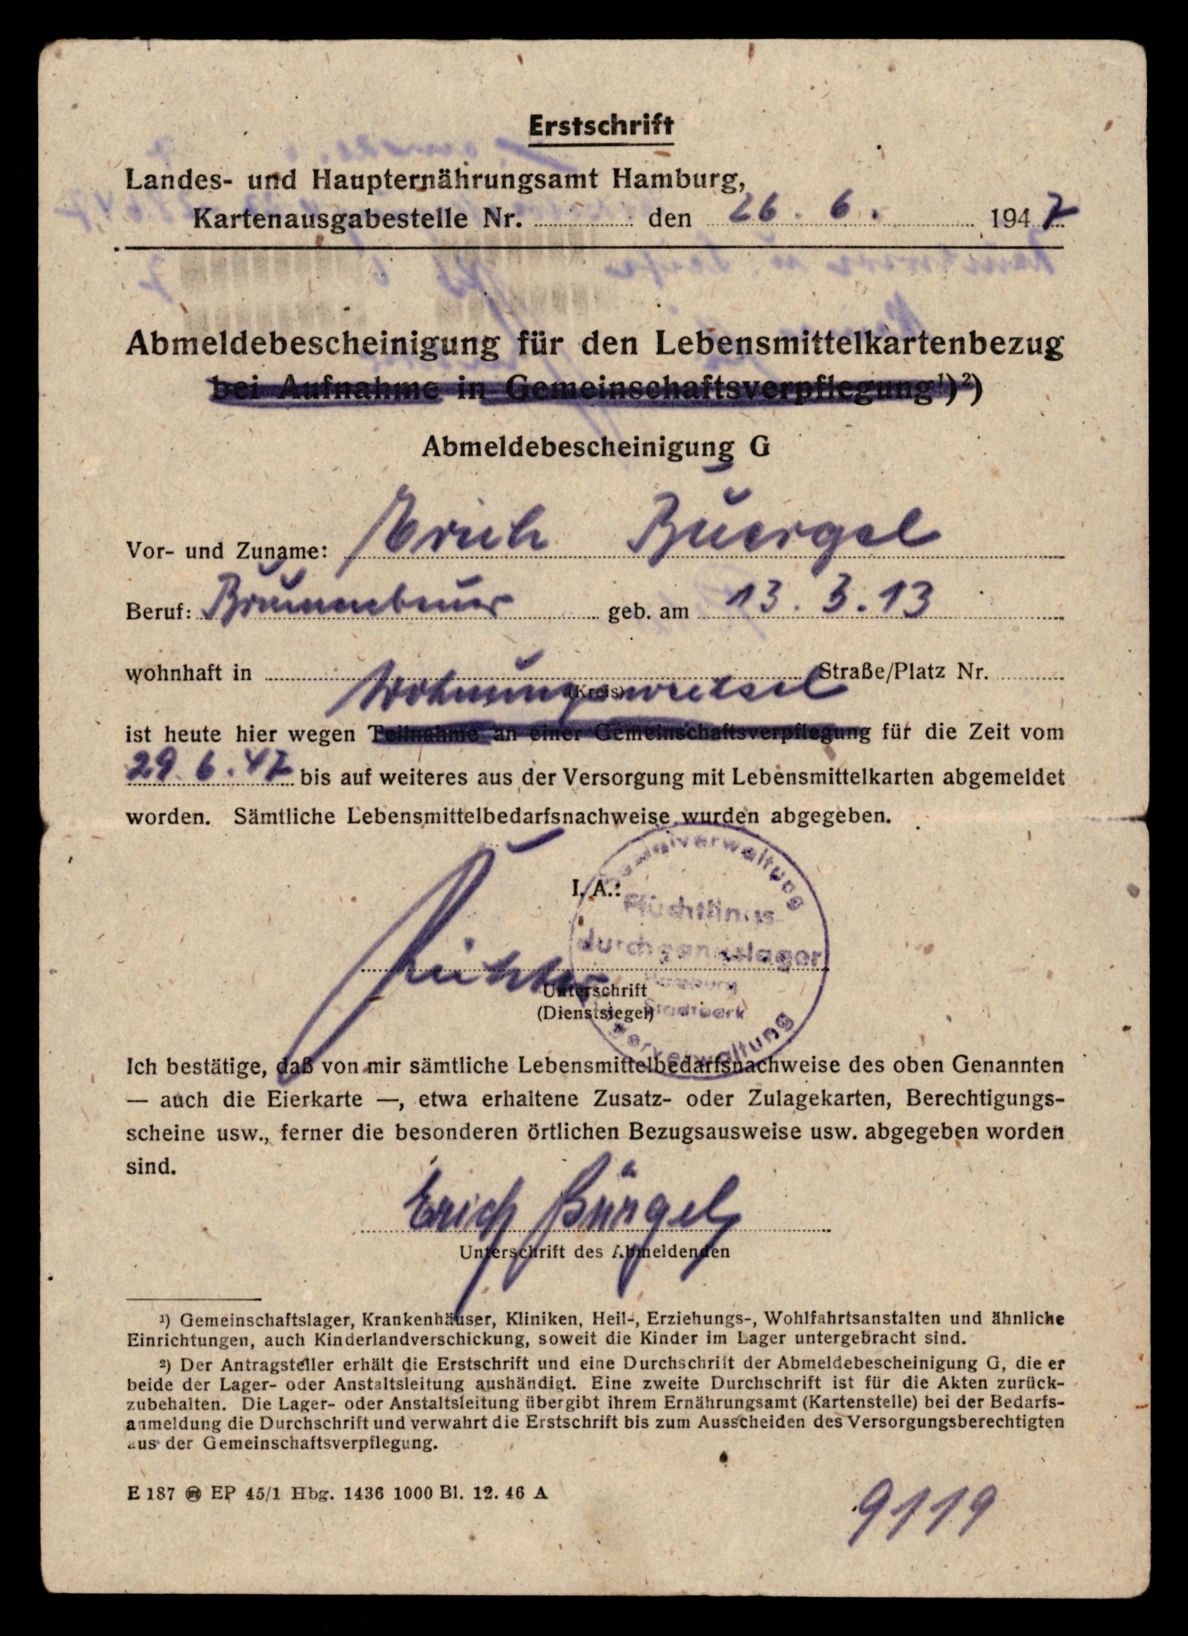 Erstschrift
Landes- und Haupternährungsamt Hamburg,
Kartenausgabestelle Nr. den 26. 6. 1947
Abmeldebescheinigung für den Lebensmittelkartenbezug
bei Aufnahme in Gemeinschaftsverpflegung¹)²)
Abmeldebescheinigung G
Vor- und Zuname: Erich Buergel
Beruf: Brunnenbauer geb. am 13. 3. 13
wohnhaft in Straße/Platz Nr.
(Kreis)
Wohnungswechsel
ist heute hier wegen Teilnahme an einer Gemeinschaftsverpflegung für die Zeit vom
29. 6. 47 bis auf weiteres aus der Versorgung mit Lebensmittelkarten abgemeldet
worden. Sämtliche Lebensmittelbedarfsnachweise wurden abgegeben.
I. A.:
Sozialverwaltung
Flüchtlings
durchgangslager
Hamburg
Lagerverwaltung
Unterschrift
(Dienstsiegel)
Ich bestätige, daß von mir sämtliche Lebensmittelbedarfsnachweise des oben Genannten
— auch die Eierkarte —, etwa erhaltene Zusatz- oder Zulagekarten, Berechtigungs-
scheine usw., ferner die besonderen örtlichen Bezugsausweise usw. abgegeben worden
sind.
Erich Bürgel
Unterschrift des Abmeldenden
¹) Gemeinschaftslager, Krankenhäuser, Kliniken, Heil-, Erziehungs-, Wohlfahrtsanstalten und ähnliche
Einrichtungen, auch Kinderlandverschickung, soweit die Kinder im Lager untergebracht sind.
²) Der Antragsteller erhält die Erstschrift und eine Durchschrift der Abmeldebescheinigung G, die er
beide der Lager- oder Anstaltsleitung aushändigt. Eine zweite Durchschrift ist für die Akten zurück-
zubehalten. Die Lager- oder Anstaltsleitung übergibt ihrem Ernährungsamt (Kartenstelle) bei der Bedarfs-
anmeldung die Durchschrift und verwahrt die Erstschrift bis zum Ausscheiden des Versorgungsberechtigten
aus der Gemeinschaftsverpflegung.
E 187 EP 45/1 Hbg. 1436 1000 Bl. 12. 46 A
9119